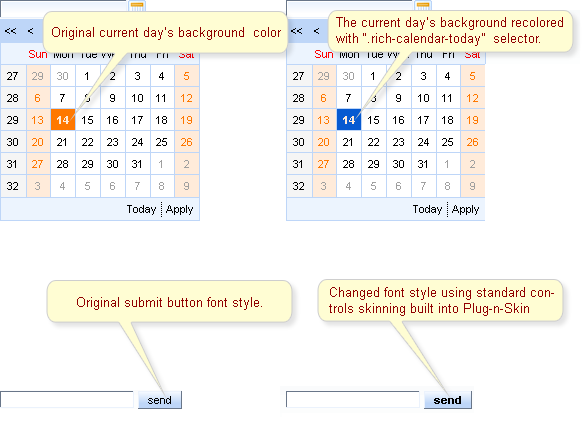 << <
Original current day's background color
Sun Mon Tue Wed Thu Fri Sat
27 29 30 1 2 3 4 5
28 6 7 8 9 10 11 12
29 13 14 15 16 17 18 19
30 20 21 22 23 24 25 26
31 27 28 29 30 31 1 2
32 3 4 5 6 7 8 9
Today Apply
<< <
The current day's background recolored
with ".rich-calendar-today" selector.
Sun Mon Tue Wed Thu Fri Sat
27 29 30 1 2 3 4 5
28 6 7 8 9 10 11 12
29 13 14 15 16 17 18 19
30 20 21 22 23 24 25 26
31 27 28 29 30 31 1 2
32 3 4 5 6 7 8 9
Today Apply
Original submit button font style.
send
Changed font style using standard con-
trols skinning built into Plug-n-Skin
send